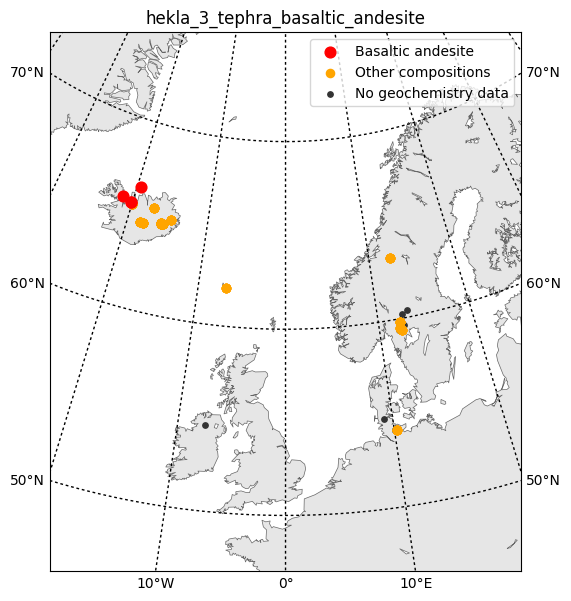 hekla_3_tephra_basaltic_andesite
Basaltic andesite
Other compositions
No geochemistry data
70°N 70°N
60°N 60°N
50°N 50°N
10°W 0° 10°E